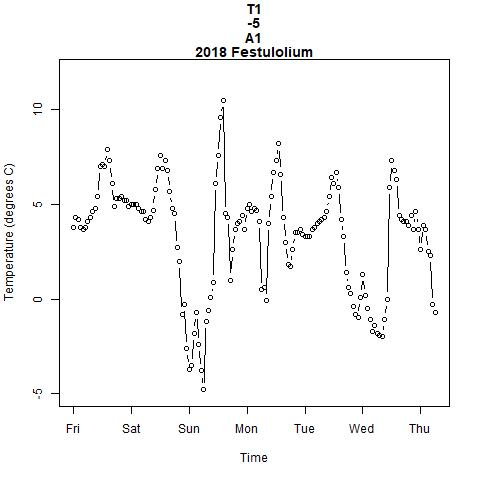 T1
-5
A1
2018 Festulolium
Temperature (degrees C)
10
5
0
-5
Fri Sat Sun Mon Tue Wed Thu
Time